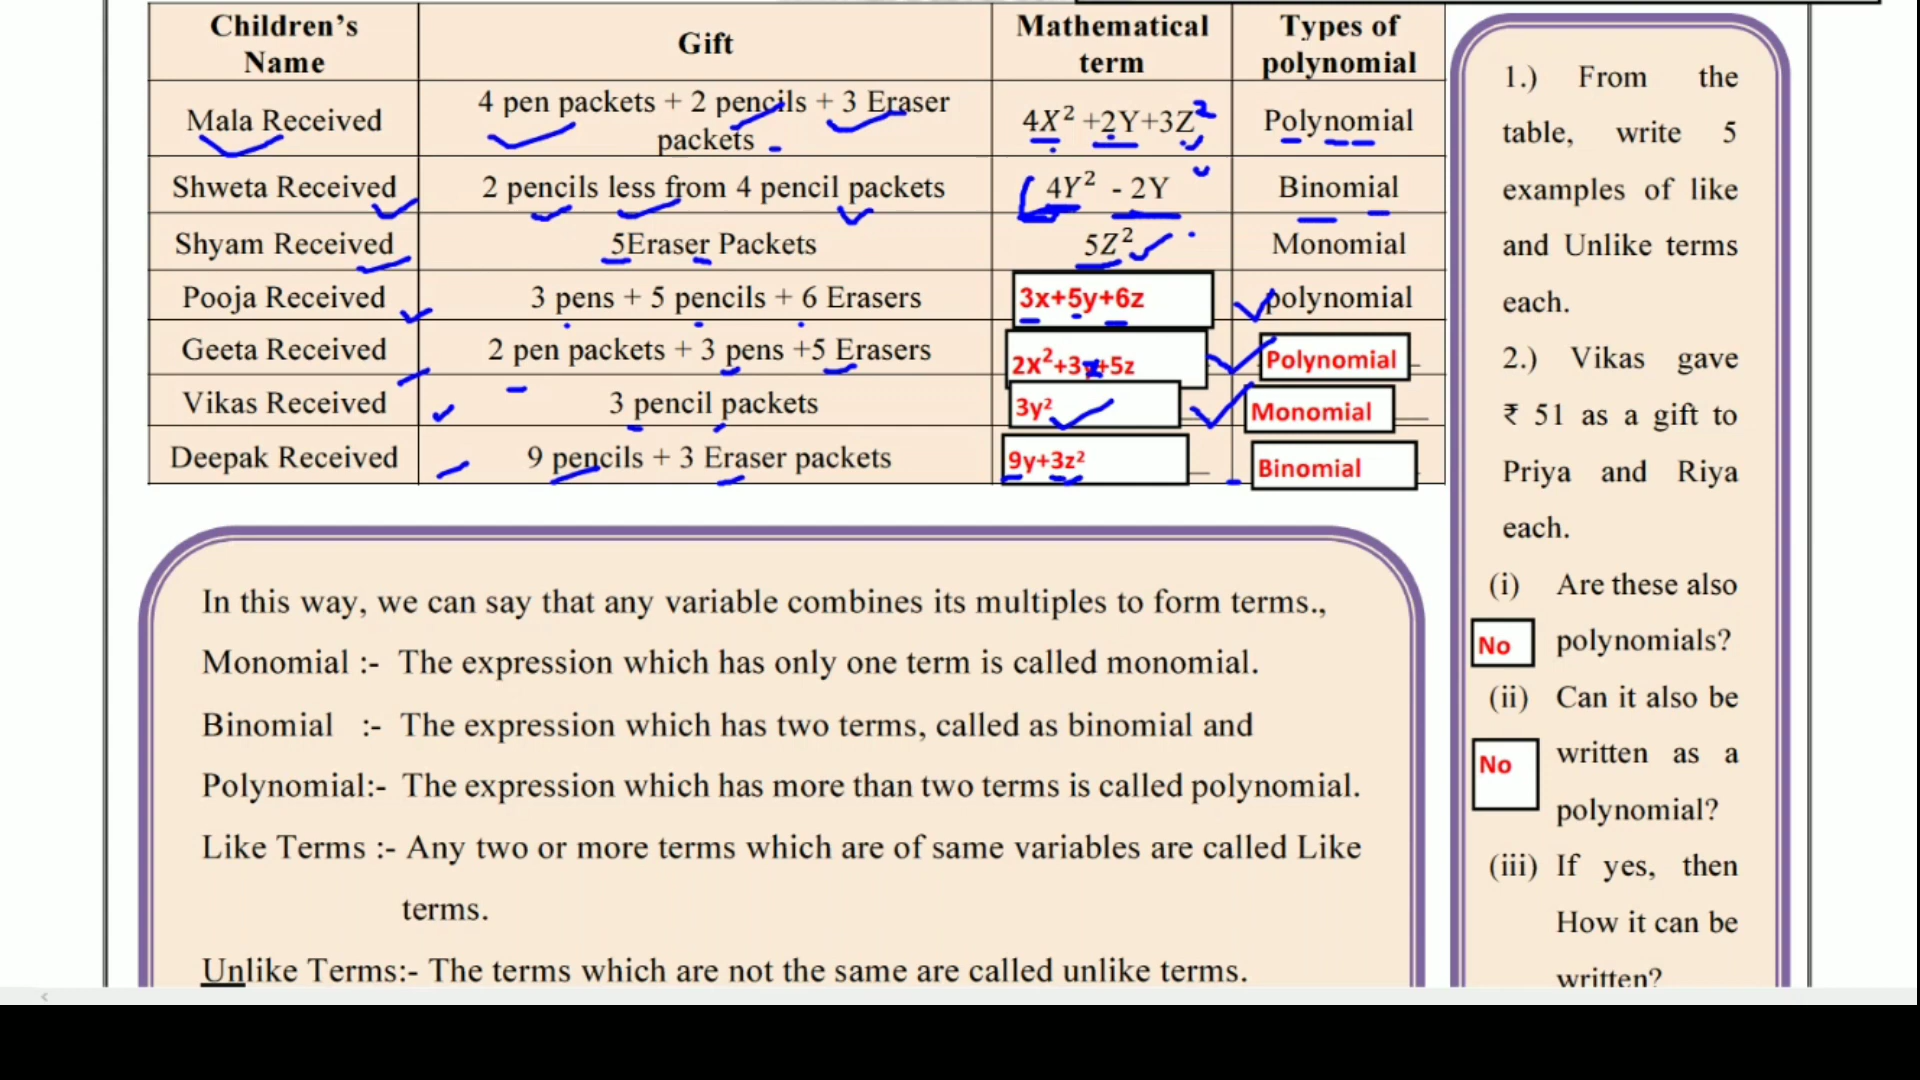 Children’s Name
Gift
Mathematical term
Types of polynomial
Mala Received
4 pen packets + 2 pencils + 3 Eraser
packets
4X² +2Y+3Z²
Polynomial
Shweta Received
2 pencils less from 4 pencil packets
4Y² - 2Y
Binomial
Shyam Received
5Eraser Packets
5Z²
Monomial
Pooja Received
3 pens + 5 pencils + 6 Erasers
3x+5y+6z
polynomial
Geeta Received
2 pen packets + 3 pens +5 Erasers
2x²+3x+5z
Polynomial
Vikas Received
3 pencil packets
3y²
Monomial
Deepak Received
9 pencils + 3 Eraser packets
9y+3z²
Binomial
In this way, we can say that any variable combines its multiples to form terms.,
Monomial :- The expression which has only one term is called monomial.
Binomial :- The expression which has two terms, called as binomial and
Polynomial:- The expression which has more than two terms is called polynomial.
Like Terms :- Any two or more terms which are of same variables are called Like
terms.
Unlike Terms:- The terms which are not the same are called unlike terms.
1.) From the
table, write 5
examples of like
and Unlike terms
each.
2.) Vikas gave
₹ 51 as a gift to
Priya and Riya
each.
(i) Are these also
No polynomials?
(ii) Can it also be
No written as a
polynomial?
(iii) If yes, then
How it can be
written?